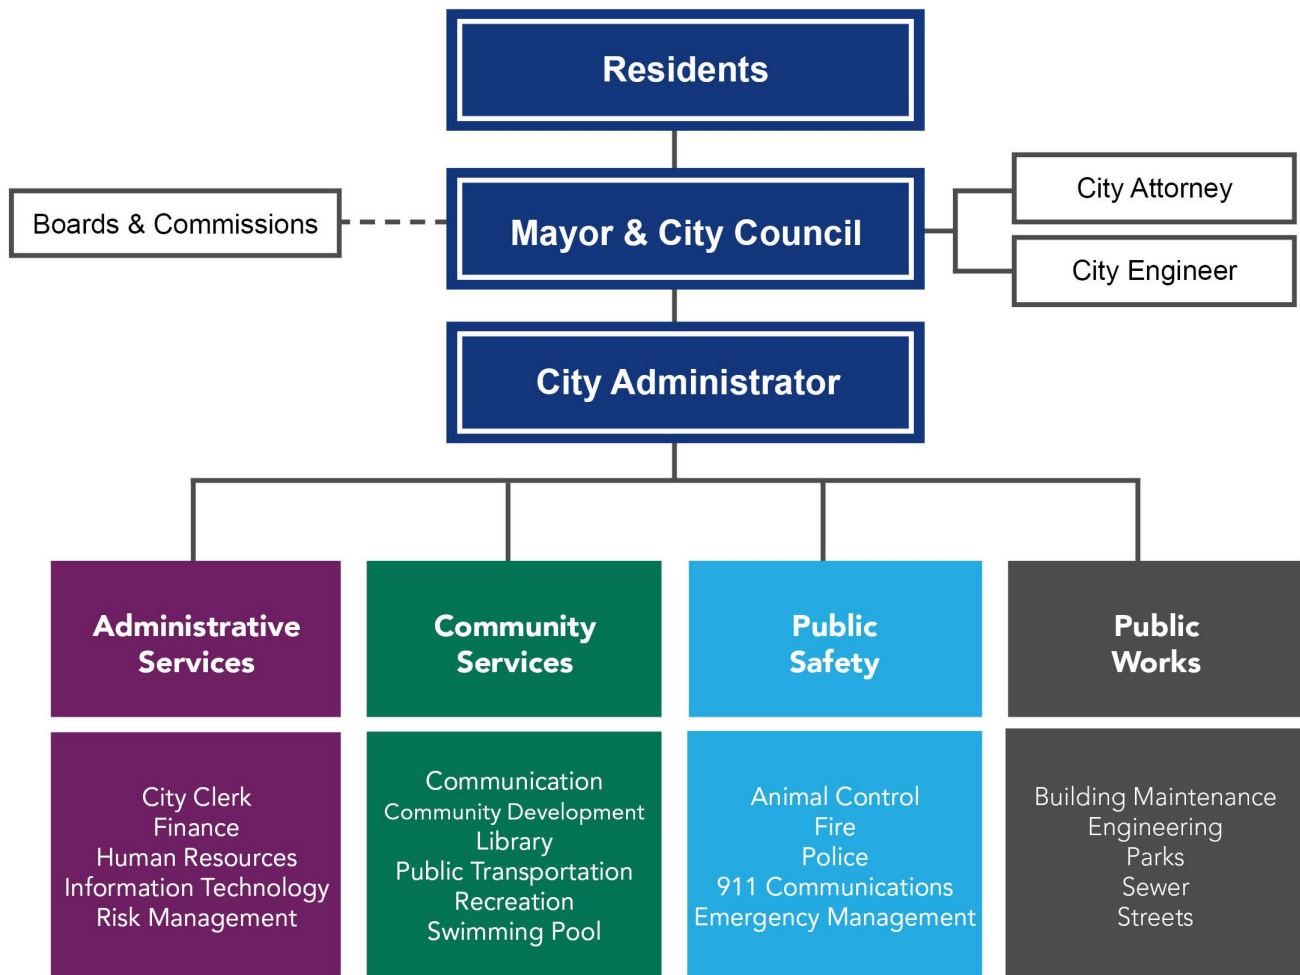 Residents
Boards & Commissions
Mayor & City Council
City Attorney
City Engineer
City Administrator
Administrative
Services
City Clerk
Finance
Human Resources
Information Technology
Risk Management
Community
Services
Communication
Community Development
Library
Public Transportation
Recreation
Swimming Pool
Public
Safety
Animal Control
Fire
Police
911 Communications
Emergency Management
Public
Works
Building Maintenance
Engineering
Parks
Sewer
Streets